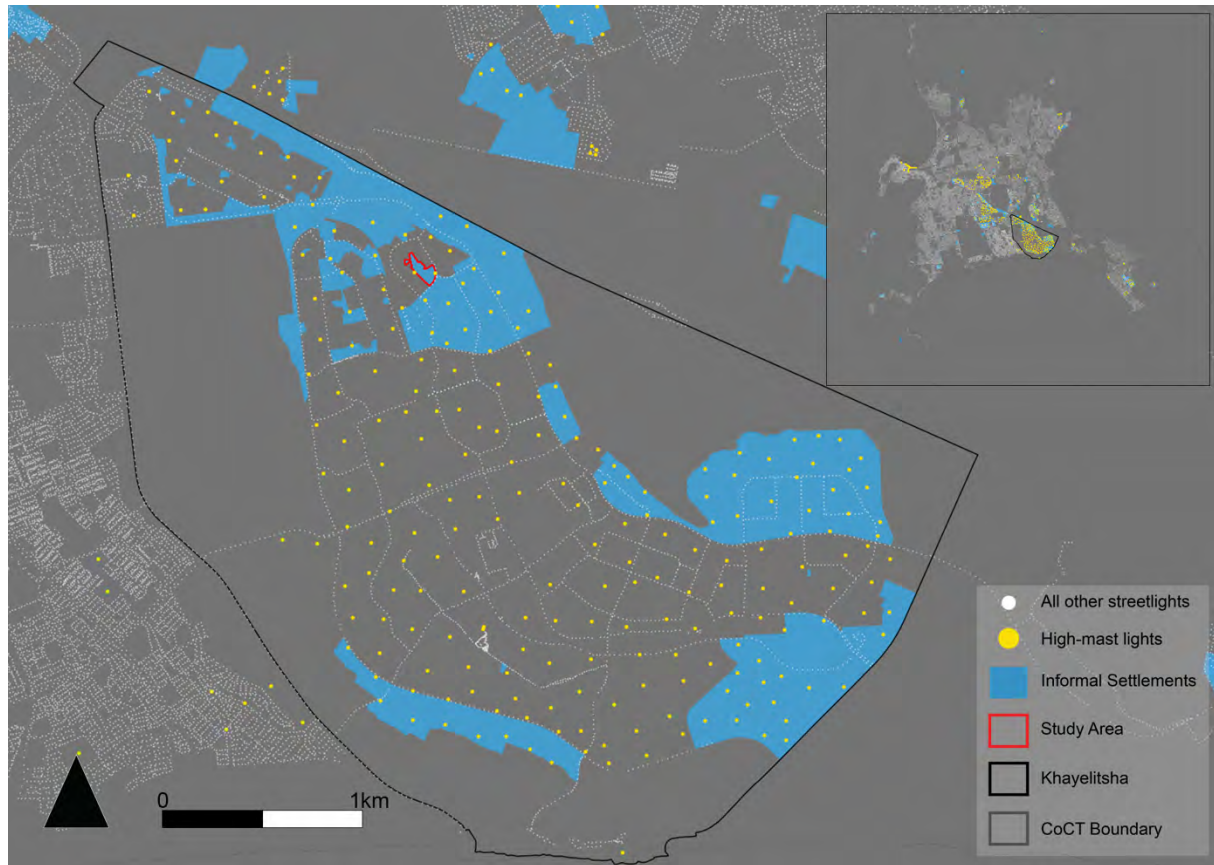 All other streetlights
High-mast lights
Informal Settlements
Study Area
Khayelitsha
CoCT Boundary
0 1km